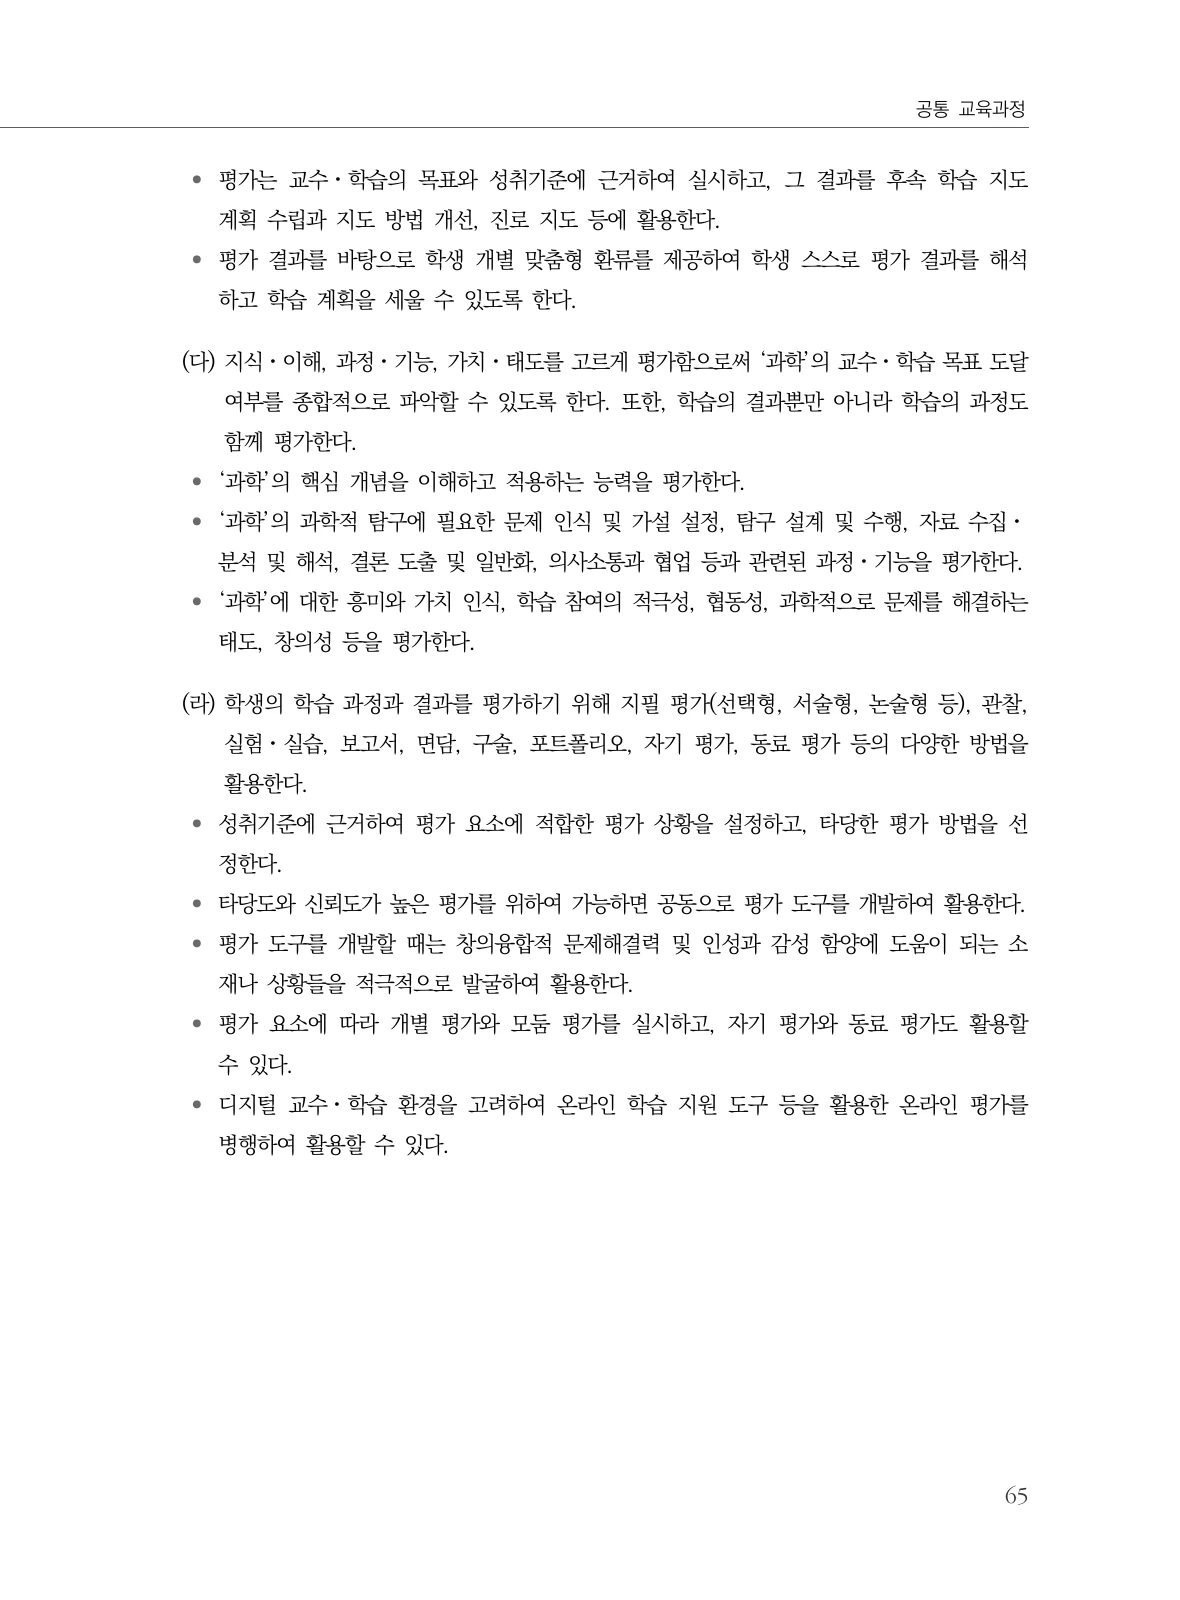 공통 교육과정
● 평가는 교수・학습의 목표와 성취기준에 근거하여 실시하고, 그 결과를 후속 학습 지도
계획 수립과 지도 방법 개선, 진로 지도 등에 활용한다.
● 평가 결과를 바탕으로 학생 개별 맞춤형 환류를 제공하여 학생 스스로 평가 결과를 해석
하고 학습 계획을 세울 수 있도록 한다.
(다) 지식・이해, 과정・기능, 가치・태도를 고르게 평가함으로써 ‘과학’의 교수・학습 목표 도달
여부를 종합적으로 파악할 수 있도록 한다. 또한, 학습의 결과뿐만 아니라 학습의 과정도
함께 평가한다.
● ‘과학’의 핵심 개념을 이해하고 적용하는 능력을 평가한다.
● ‘과학’의 과학적 탐구에 필요한 문제 인식 및 가설 설정, 탐구 설계 및 수행, 자료 수집・
분석 및 해석, 결론 도출 및 일반화, 의사소통과 협업 등과 관련된 과정・기능을 평가한다.
● ‘과학’에 대한 흥미와 가치 인식, 학습 참여의 적극성, 협동성, 과학적으로 문제를 해결하는
태도, 창의성 등을 평가한다.
(라) 학생의 학습 과정과 결과를 평가하기 위해 지필 평가(선택형, 서술형, 논술형 등), 관찰,
실험・실습, 보고서, 면담, 구술, 포트폴리오, 자기 평가, 동료 평가 등의 다양한 방법을
활용한다.
● 성취기준에 근거하여 평가 요소에 적합한 평가 상황을 설정하고, 타당한 평가 방법을 선
정한다.
● 타당도와 신뢰도가 높은 평가를 위하여 가능하면 공동으로 평가 도구를 개발하여 활용한다.
● 평가 도구를 개발할 때는 창의융합적 문제해결력 및 인성과 감성 함양에 도움이 되는 소
재나 상황들을 적극적으로 발굴하여 활용한다.
● 평가 요소에 따라 개별 평가와 모둠 평가를 실시하고, 자기 평가와 동료 평가도 활용할
수 있다.
● 디지털 교수・학습 환경을 고려하여 온라인 학습 지원 도구 등을 활용한 온라인 평가를
병행하여 활용할 수 있다.
65